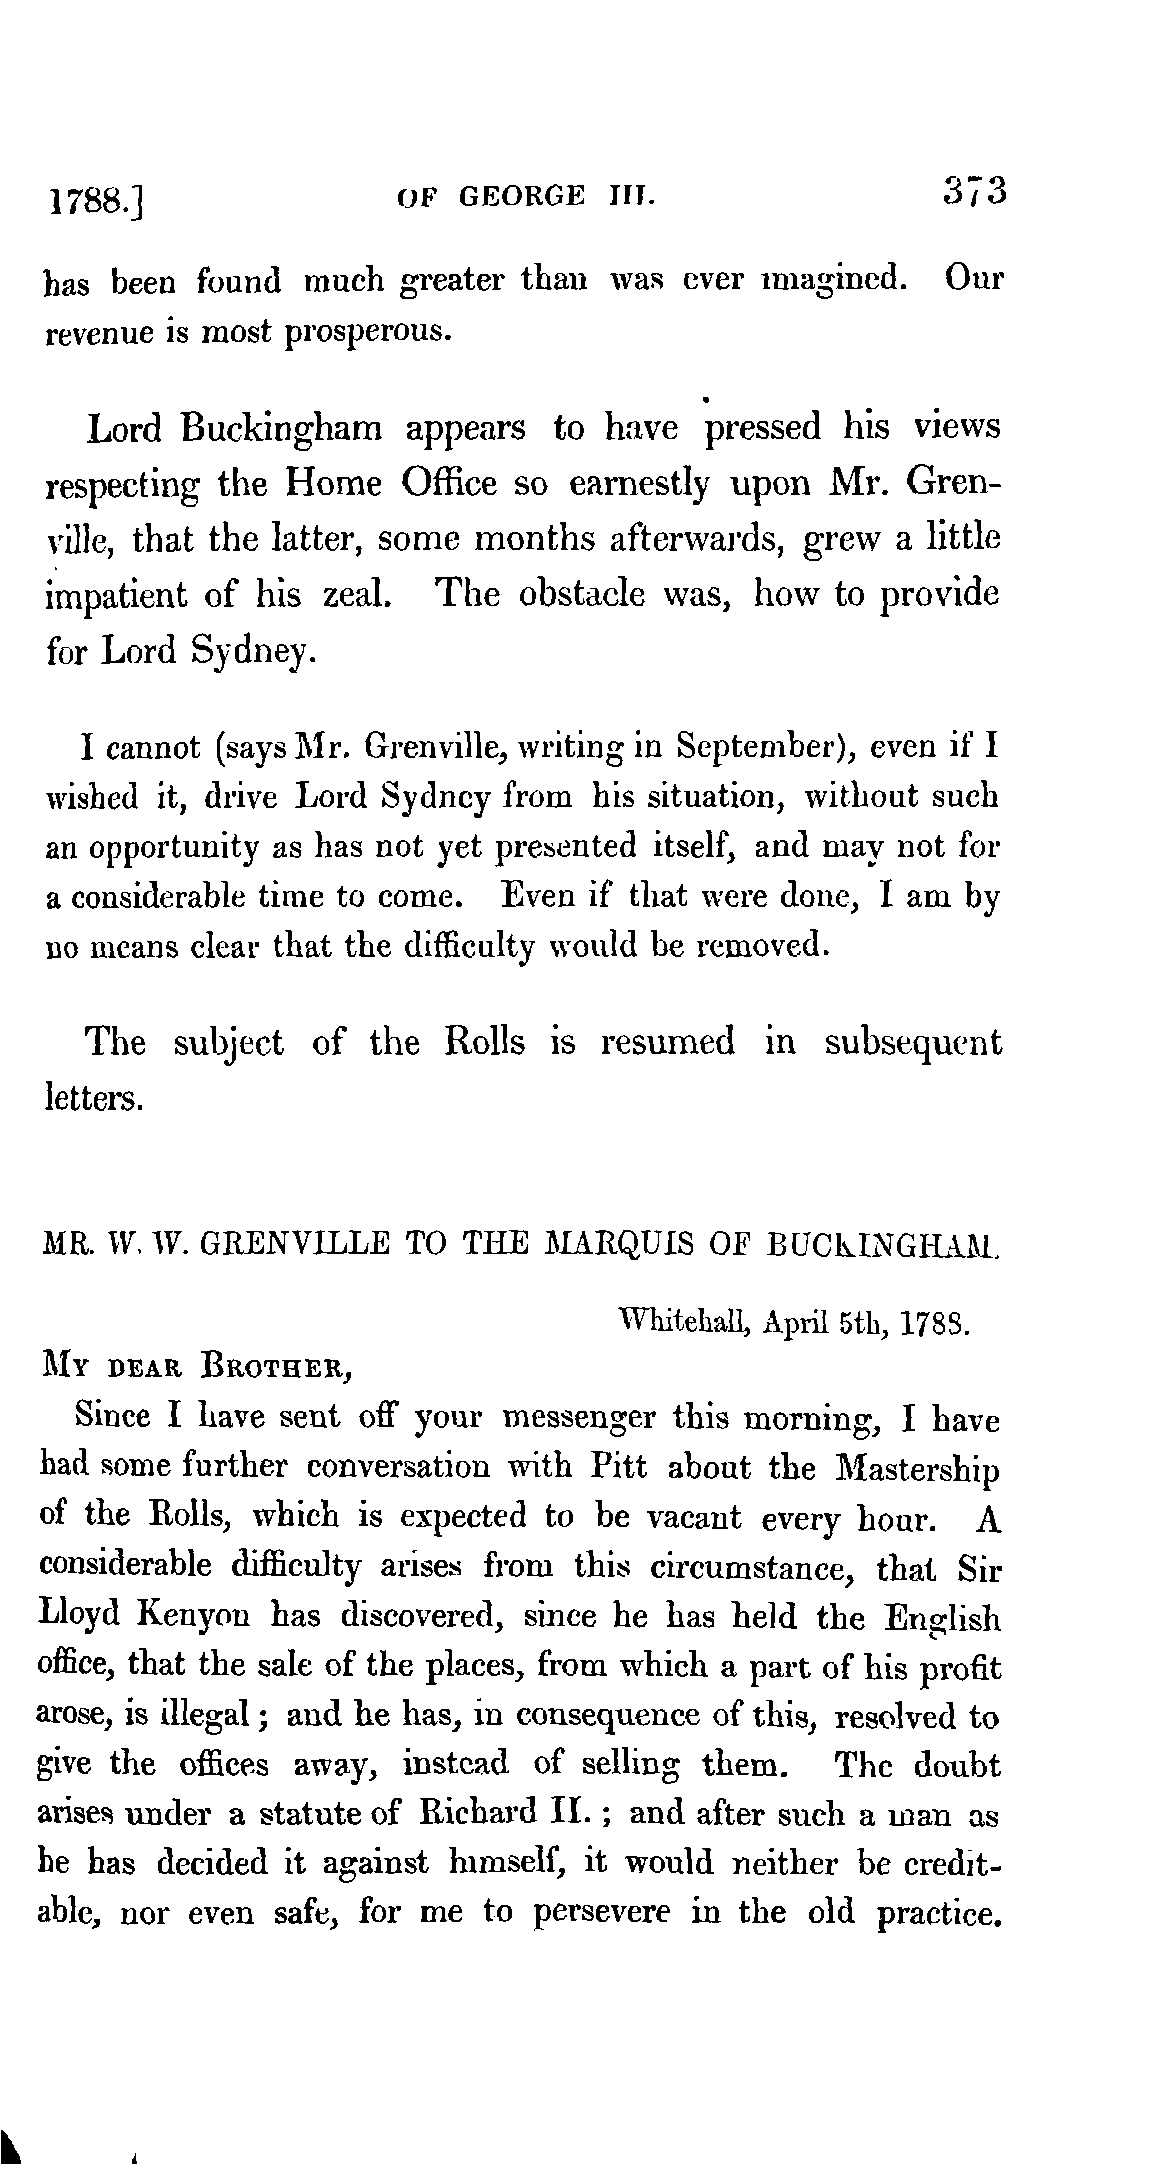 1788.] OF GEORGE III. 373
has been found much greater than was ever imagined. Our
revenue is most prosperous.
Lord Buckingham appears to have pressed his views
respecting the Home Office so earnestly upon Mr. Gren-
ville, that the latter, some months afterwards, grew a little
impatient of his zeal. The obstacle was, how to provide
for Lord Sydney.
I cannot (says Mr. Grenville, writing in September), even if I
wished it, drive Lord Sydney from his situation, without such
an opportunity as has not yet presented itself, and may not for
a considerable time to come. Even if that were done, I am by
no means clear that the difficulty would be removed.
The subject of the Rolls is resumed in subsequent
letters.
MR. W. W. GRENVILLE TO THE MARQUIS OF BUCKINGHAM.
Whitehall, April 5th, 1788.
MY DEAR BROTHER,
Since I have sent off your messenger this morning, I have
had some further conversation with Pitt about the Mastership
of the Rolls, which is expected to be vacant every hour. A
considerable difficulty arises from this circumstance, that Sir
Lloyd Kenyon has discovered, since he has held the English
office, that the sale of the places, from which a part of his profit
arose, is illegal; and he has, in consequence of this, resolved to
give the offices away, instead of selling them. The doubt
arises under a statute of Richard II.; and after such a man as
he has decided it against himself, it would neither be credit-
able, nor even safe, for me to persevere in the old practice.